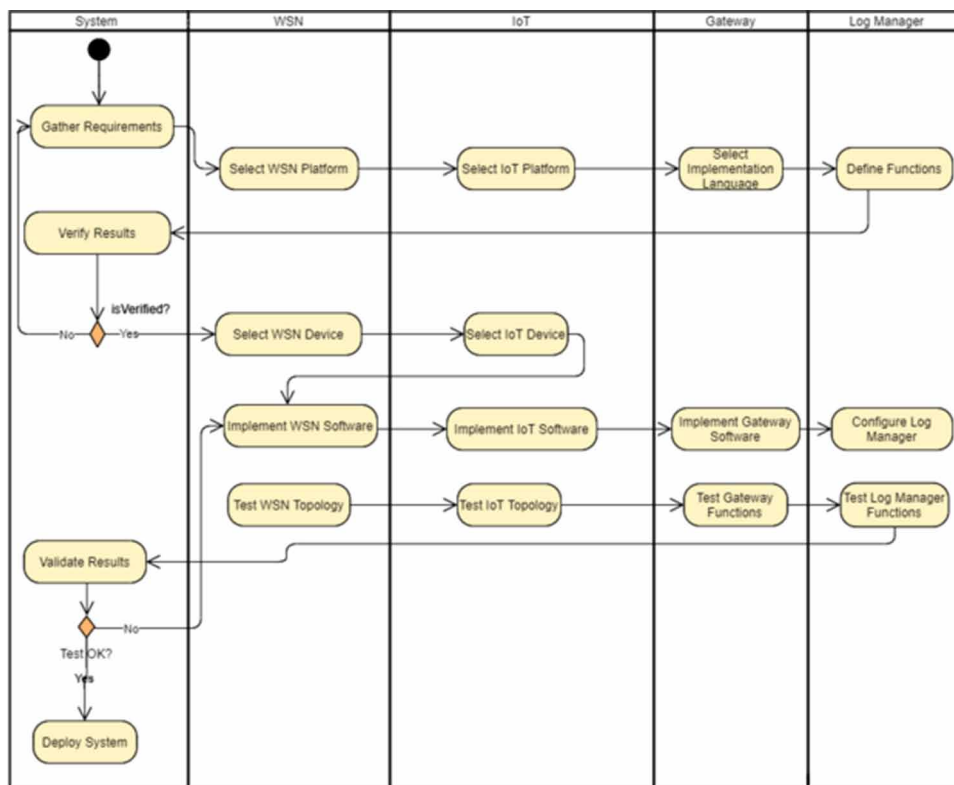 System
WSN
IoT
Gateway
Log Manager
Gather Requirements
Select WSN Platform
Select IoT Platform
Select
Implementation
Language
Define Functions
Verify Results
isVerified?
No
Yes
Select WSN Device
Select IoT Device
Implement WSN Software
Implement IoT Software
Implement Gateway
Software
Configure Log
Manager
Test WSN Topology
Test IoT Topology
Test Gateway
Functions
Test Log Manager
Functions
Validate Results
No
Test OK?
Yes
Deploy System